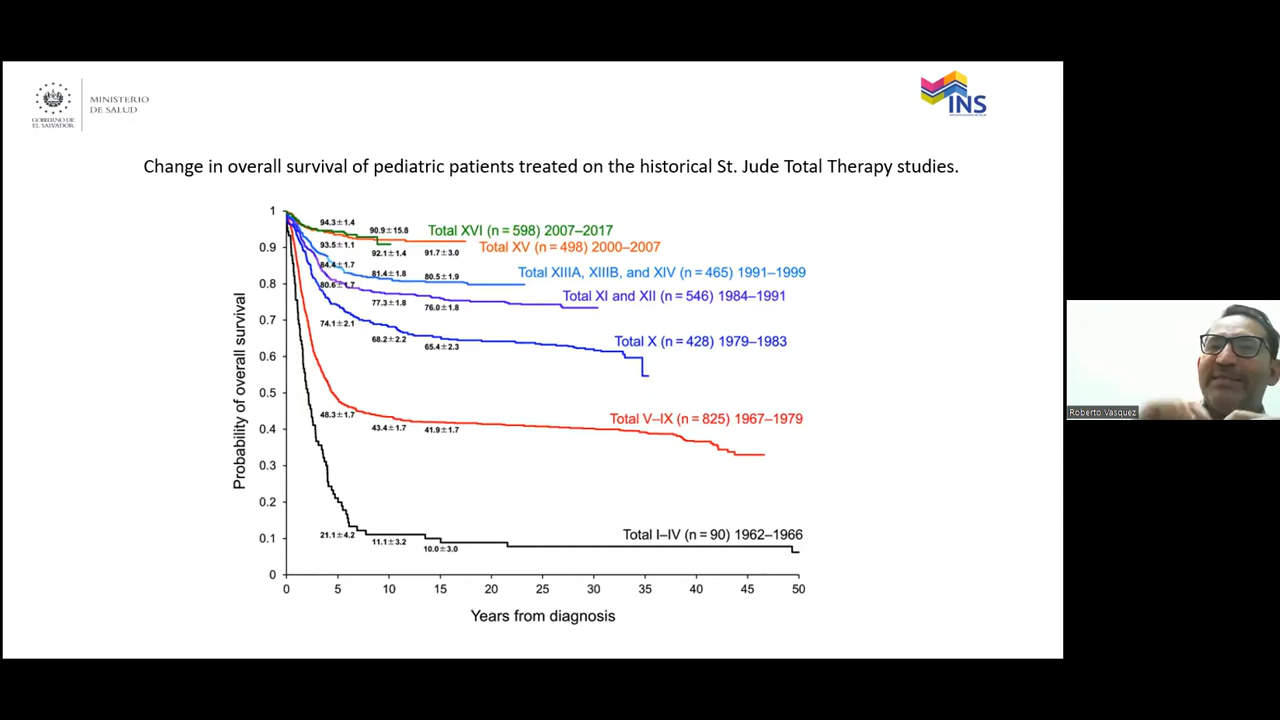 GOBIERNO DE
EL SALVADOR
MINISTERIO
DE SALUD
INS
Change in overall survival of pediatric patients treated on the historical St. Jude Total Therapy studies.
Probability of overall survival
1
0.9
0.8
0.7
0.6
0.5
0.4
0.3
0.2
0.1
0
94.3±1.4
90.9±15.8
Total XVI (n=598) 2007–2017
93.5±1.1
92.1±1.4
91.7±3.0
Total XV (n=498) 2000–2007
84.4±1.7
81.4±1.8
80.5±1.9
Total XIIIA, XIIIB, and XIV (n=465) 1991–1999
80.6±1.7
77.3±1.8
76.0±1.8
Total XI and XII (n=546) 1984–1991
74.1±2.1
68.2±2.2
65.4±2.3
Total X (n=428) 1979–1983
48.3±1.7
43.4±1.7
41.9±1.7
Total V–IX (n=825) 1967–1979
21.1±4.2
11.1±3.2
10.0±3.0
Total I–IV (n=90) 1962–1966
0 5 10 15 20 25 30 35 40 45 50
Years from diagnosis
Roberto Vasquez